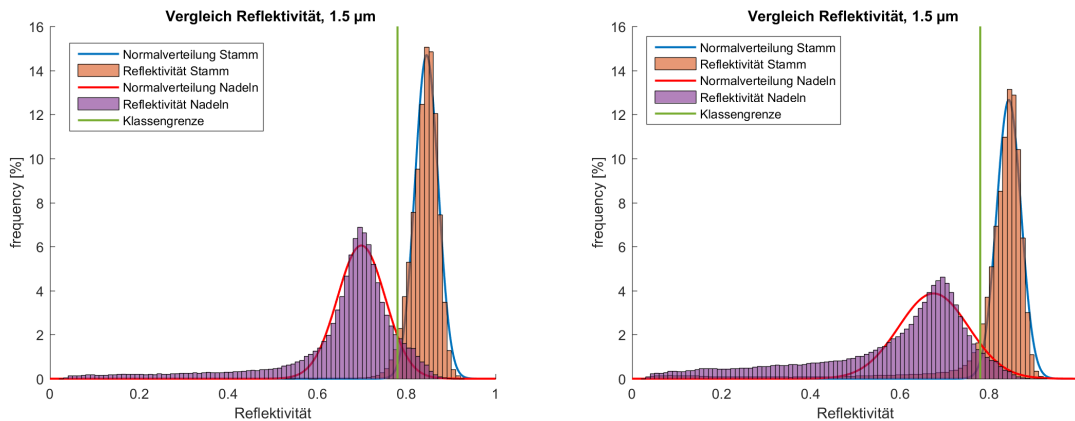 Vergleich Reflektivität, 1.5 µm
16
14
12
10
8
6
4
2
0
frequency [%]
Normalverteilung Stamm
Reflektivität Stamm
Normalverteilung Nadeln
Reflektivität Nadeln
Klassengrenze
0
0.2
0.4
0.6
0.8
1
Reflektivität
Vergleich Reflektivität, 1.5 µm
16
14
12
10
8
6
4
2
0
frequency [%]
Normalverteilung Stamm
Reflektivität Stamm
Normalverteilung Nadeln
Reflektivität Nadeln
Klassengrenze
0
0.2
0.4
0.6
0.8
Reflektivität